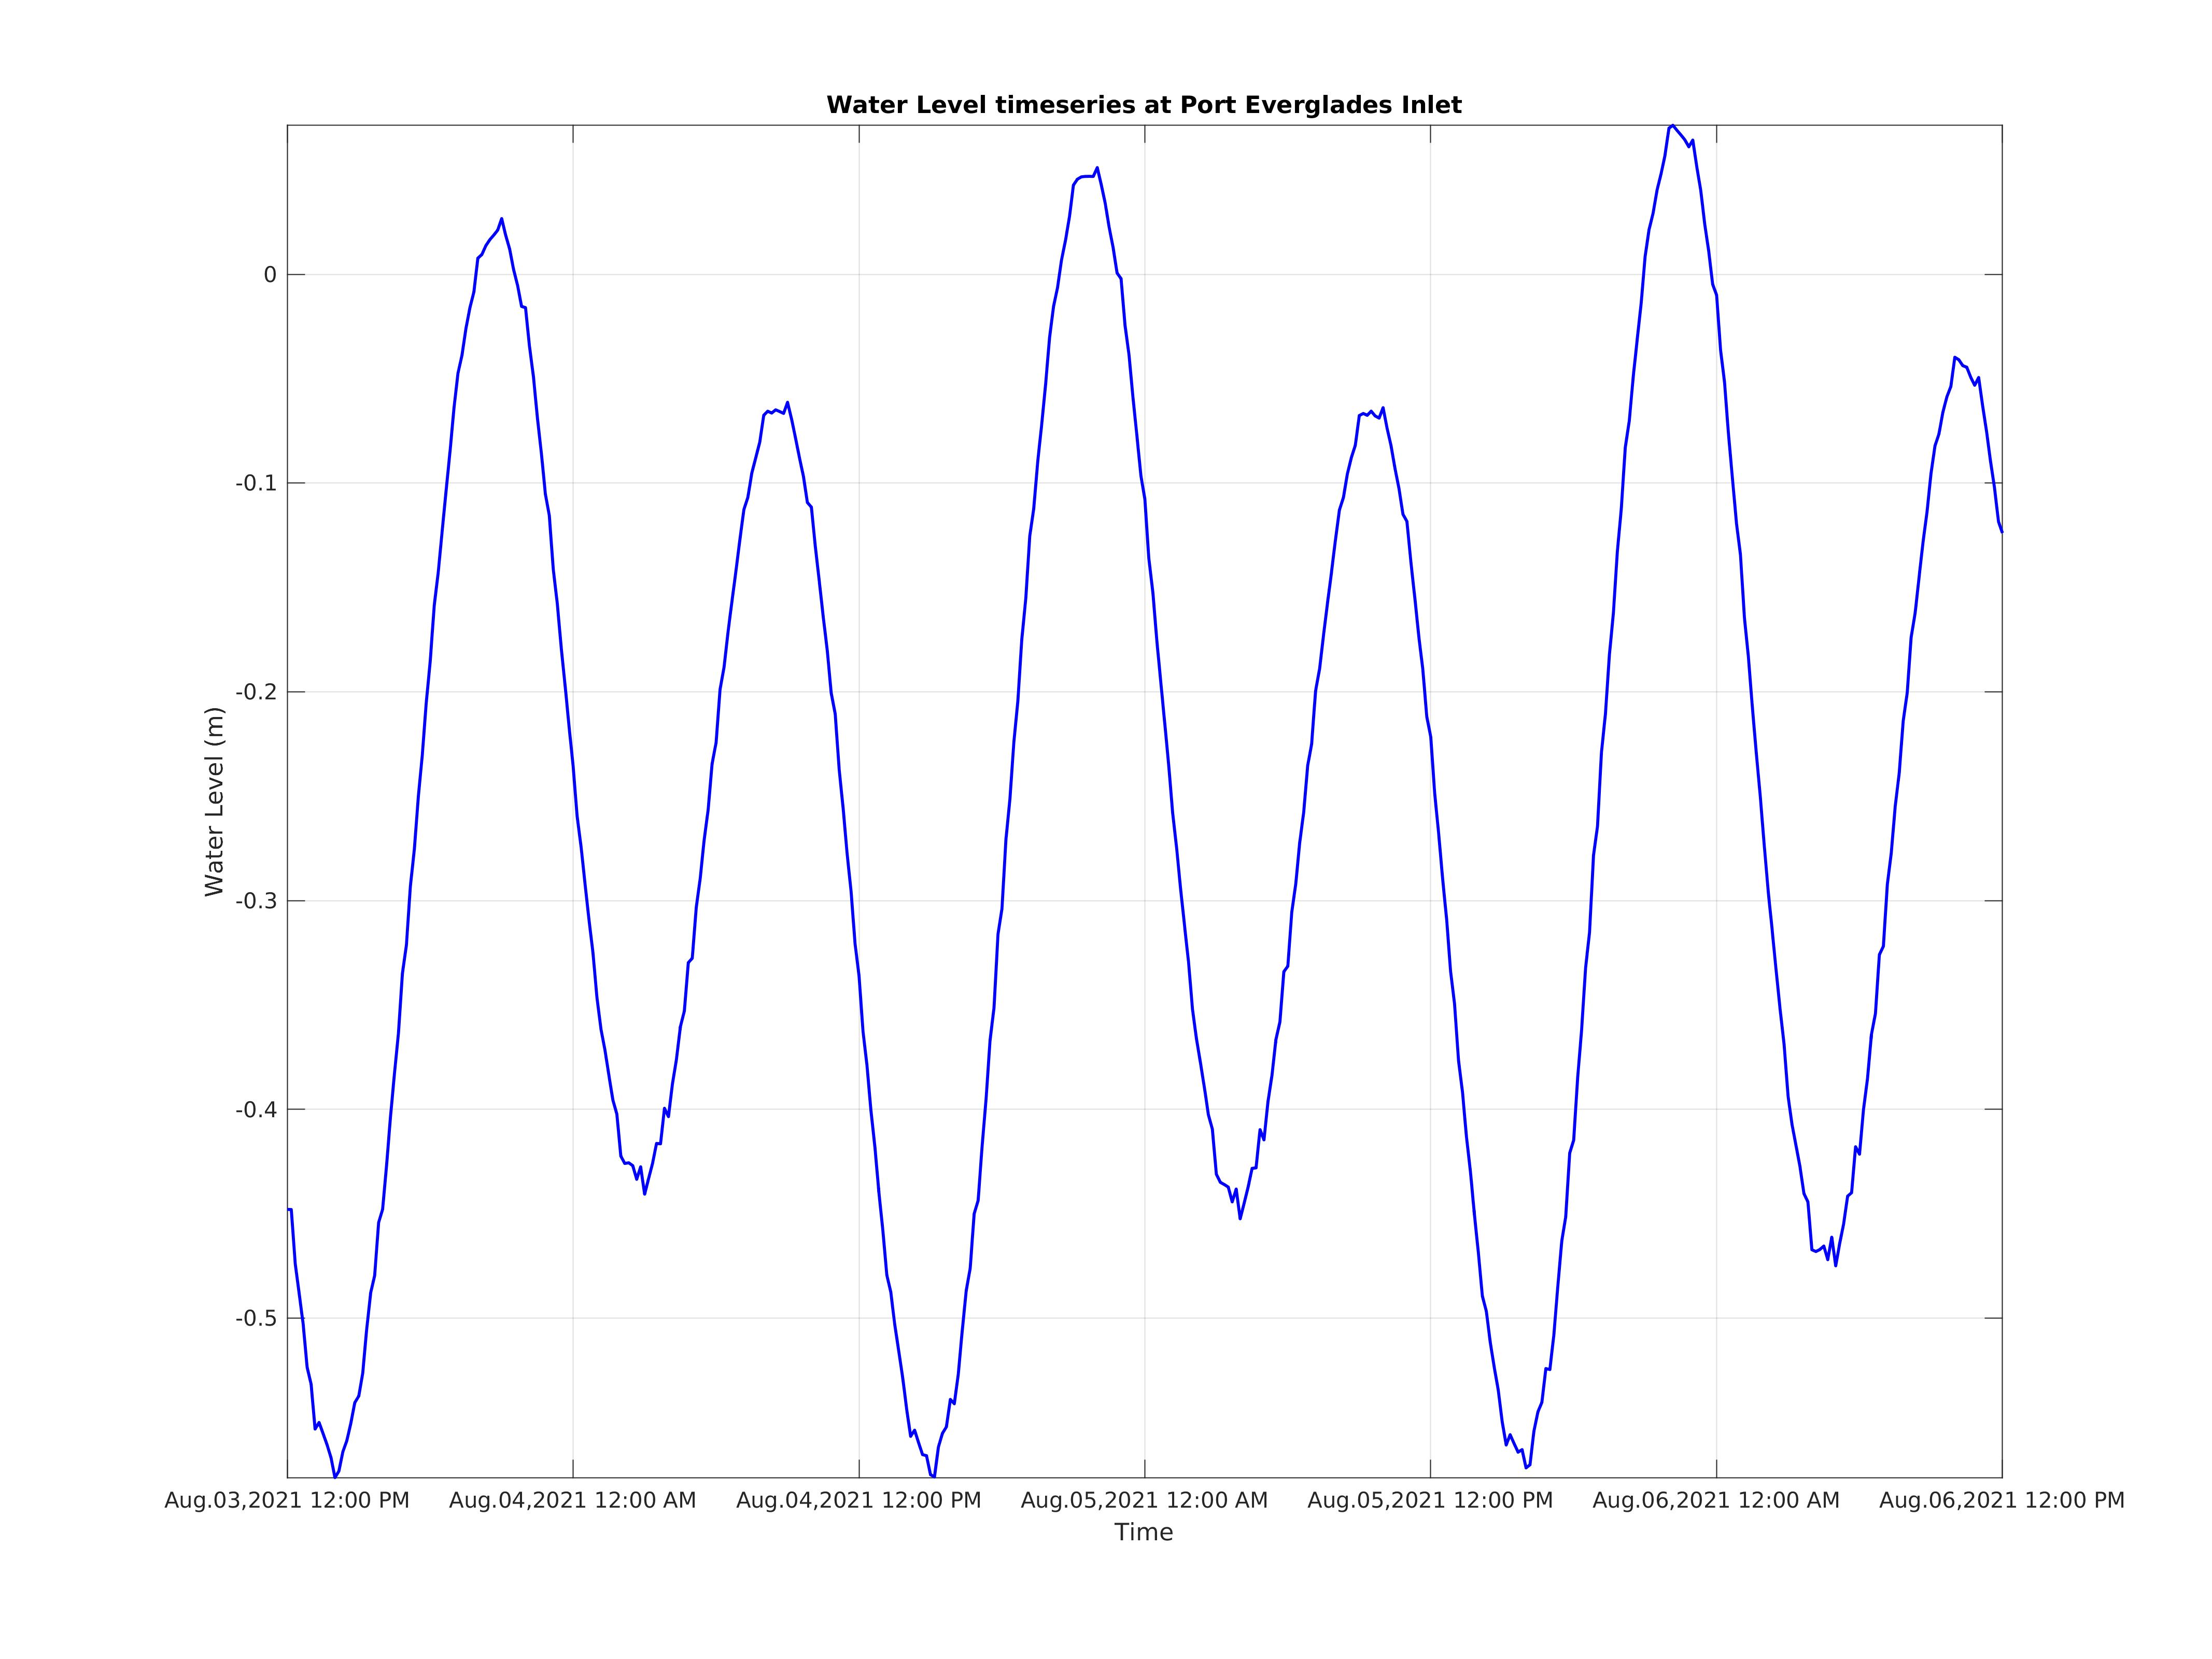 Water Level timeseries at Port Everglades Inlet
0
-0.1
-0.2
-0.3
-0.4
-0.5
Water Level (m)
Aug.03,2021 12:00 PM Aug.04,2021 12:00 AM Aug.04,2021 12:00 PM Aug.05,2021 12:00 AM Aug.05,2021 12:00 PM Aug.06,2021 12:00 AM Aug.06,2021 12:00 PM
Time